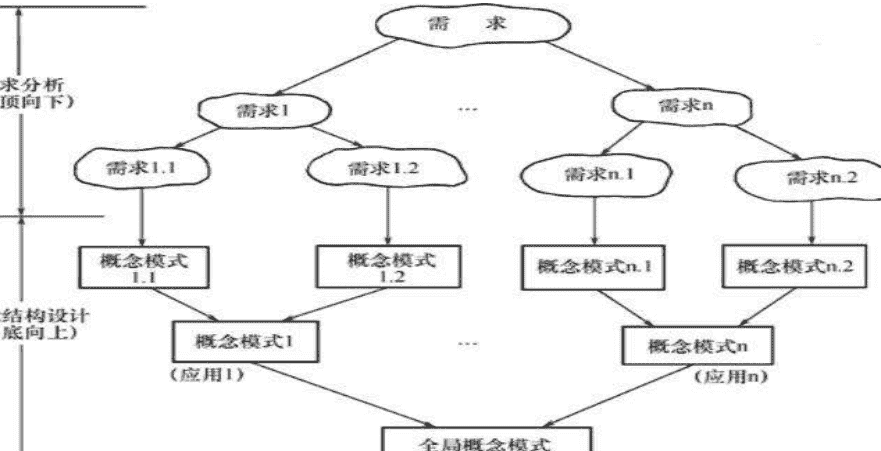 需 求
求分析
顶向下）
需求1
...
需求n
需求1.1
需求1.2
需求n.1
需求n.2
概念模式
1.1
概念模式
1.2
概念模式n.1
概念模式n.2
结构设计
底向上）
概念模式1
...
概念模式n
（应用1）
（应用n）
全局概念模式